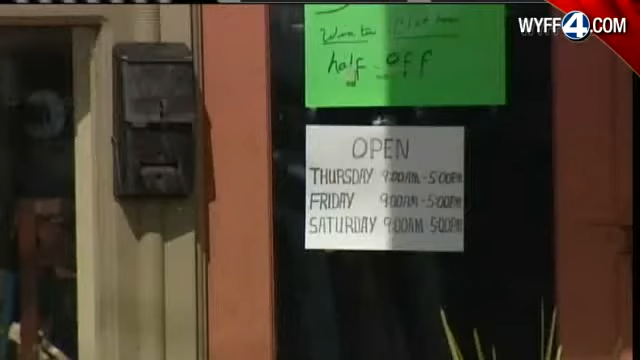 WYFF4.COM
half off
OPEN
THURSDAY 9:00AM-5:00PM
FRIDAY 9:00AM-5:00PM
SATURDAY 9:00AM 5:00PM